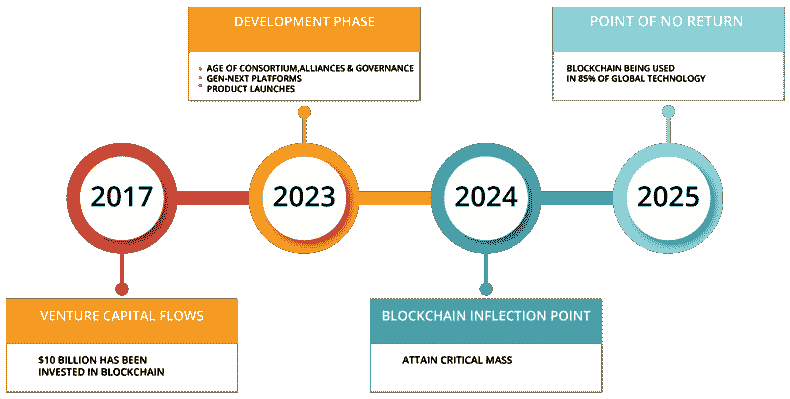 DEVELOPMENT PHASE
AGE OF CONSORTIUM,ALLIANCES & GOVERNANCE
GEN-NEXT PLATFORMS
PRODUCT LAUNCHES
POINT OF NO RETURN
BLOCKCHAIN BEING USED
IN 85% OF GLOBAL TECHNOLOGY
2017
2023
2024
2025
VENTURE CAPITAL FLOWS
$10 BILLION HAS BEEN
INVESTED IN BLOCKCHAIN
BLOCKCHAIN INFLECTION POINT
ATTAIN CRITICAL MASS